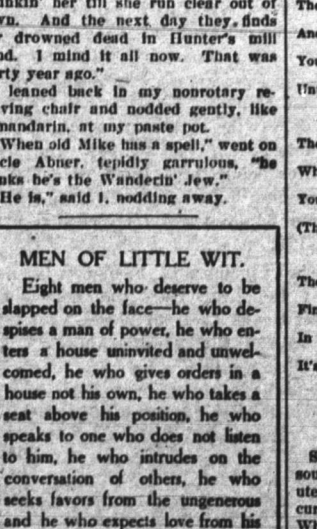 her till she run clear out of
And the next day they finds
drowned dead in Hunter's mill
I mind it all now. That was
year ago."
leaned back in my nonrotary re-
ving chair and nodded gently, like
mandarin, at my paste pot.
When old Mike has a spell," went on
cle Abner, tepidly garrulous, "he
nks he's the Wanderin' Jew."
He is," said I, nodding away.
MEN OF LITTLE WIT.
Eight men who deserve to be
slapped on the face—he who de-
spises a man of power, he who en-
ters a house uninvited and unwel-
comed, he who gives orders in a
house not his own, he who takes a
seat above his position, he who
speaks to one who does not listen
to him, he who intrudes on the
conversation of others, he who
seeks favors from the ungenerous
and he who expects love from his
The
And
You
The
Wh
You
(Th
The
Fir
In
It's
S
sou
ute
cur